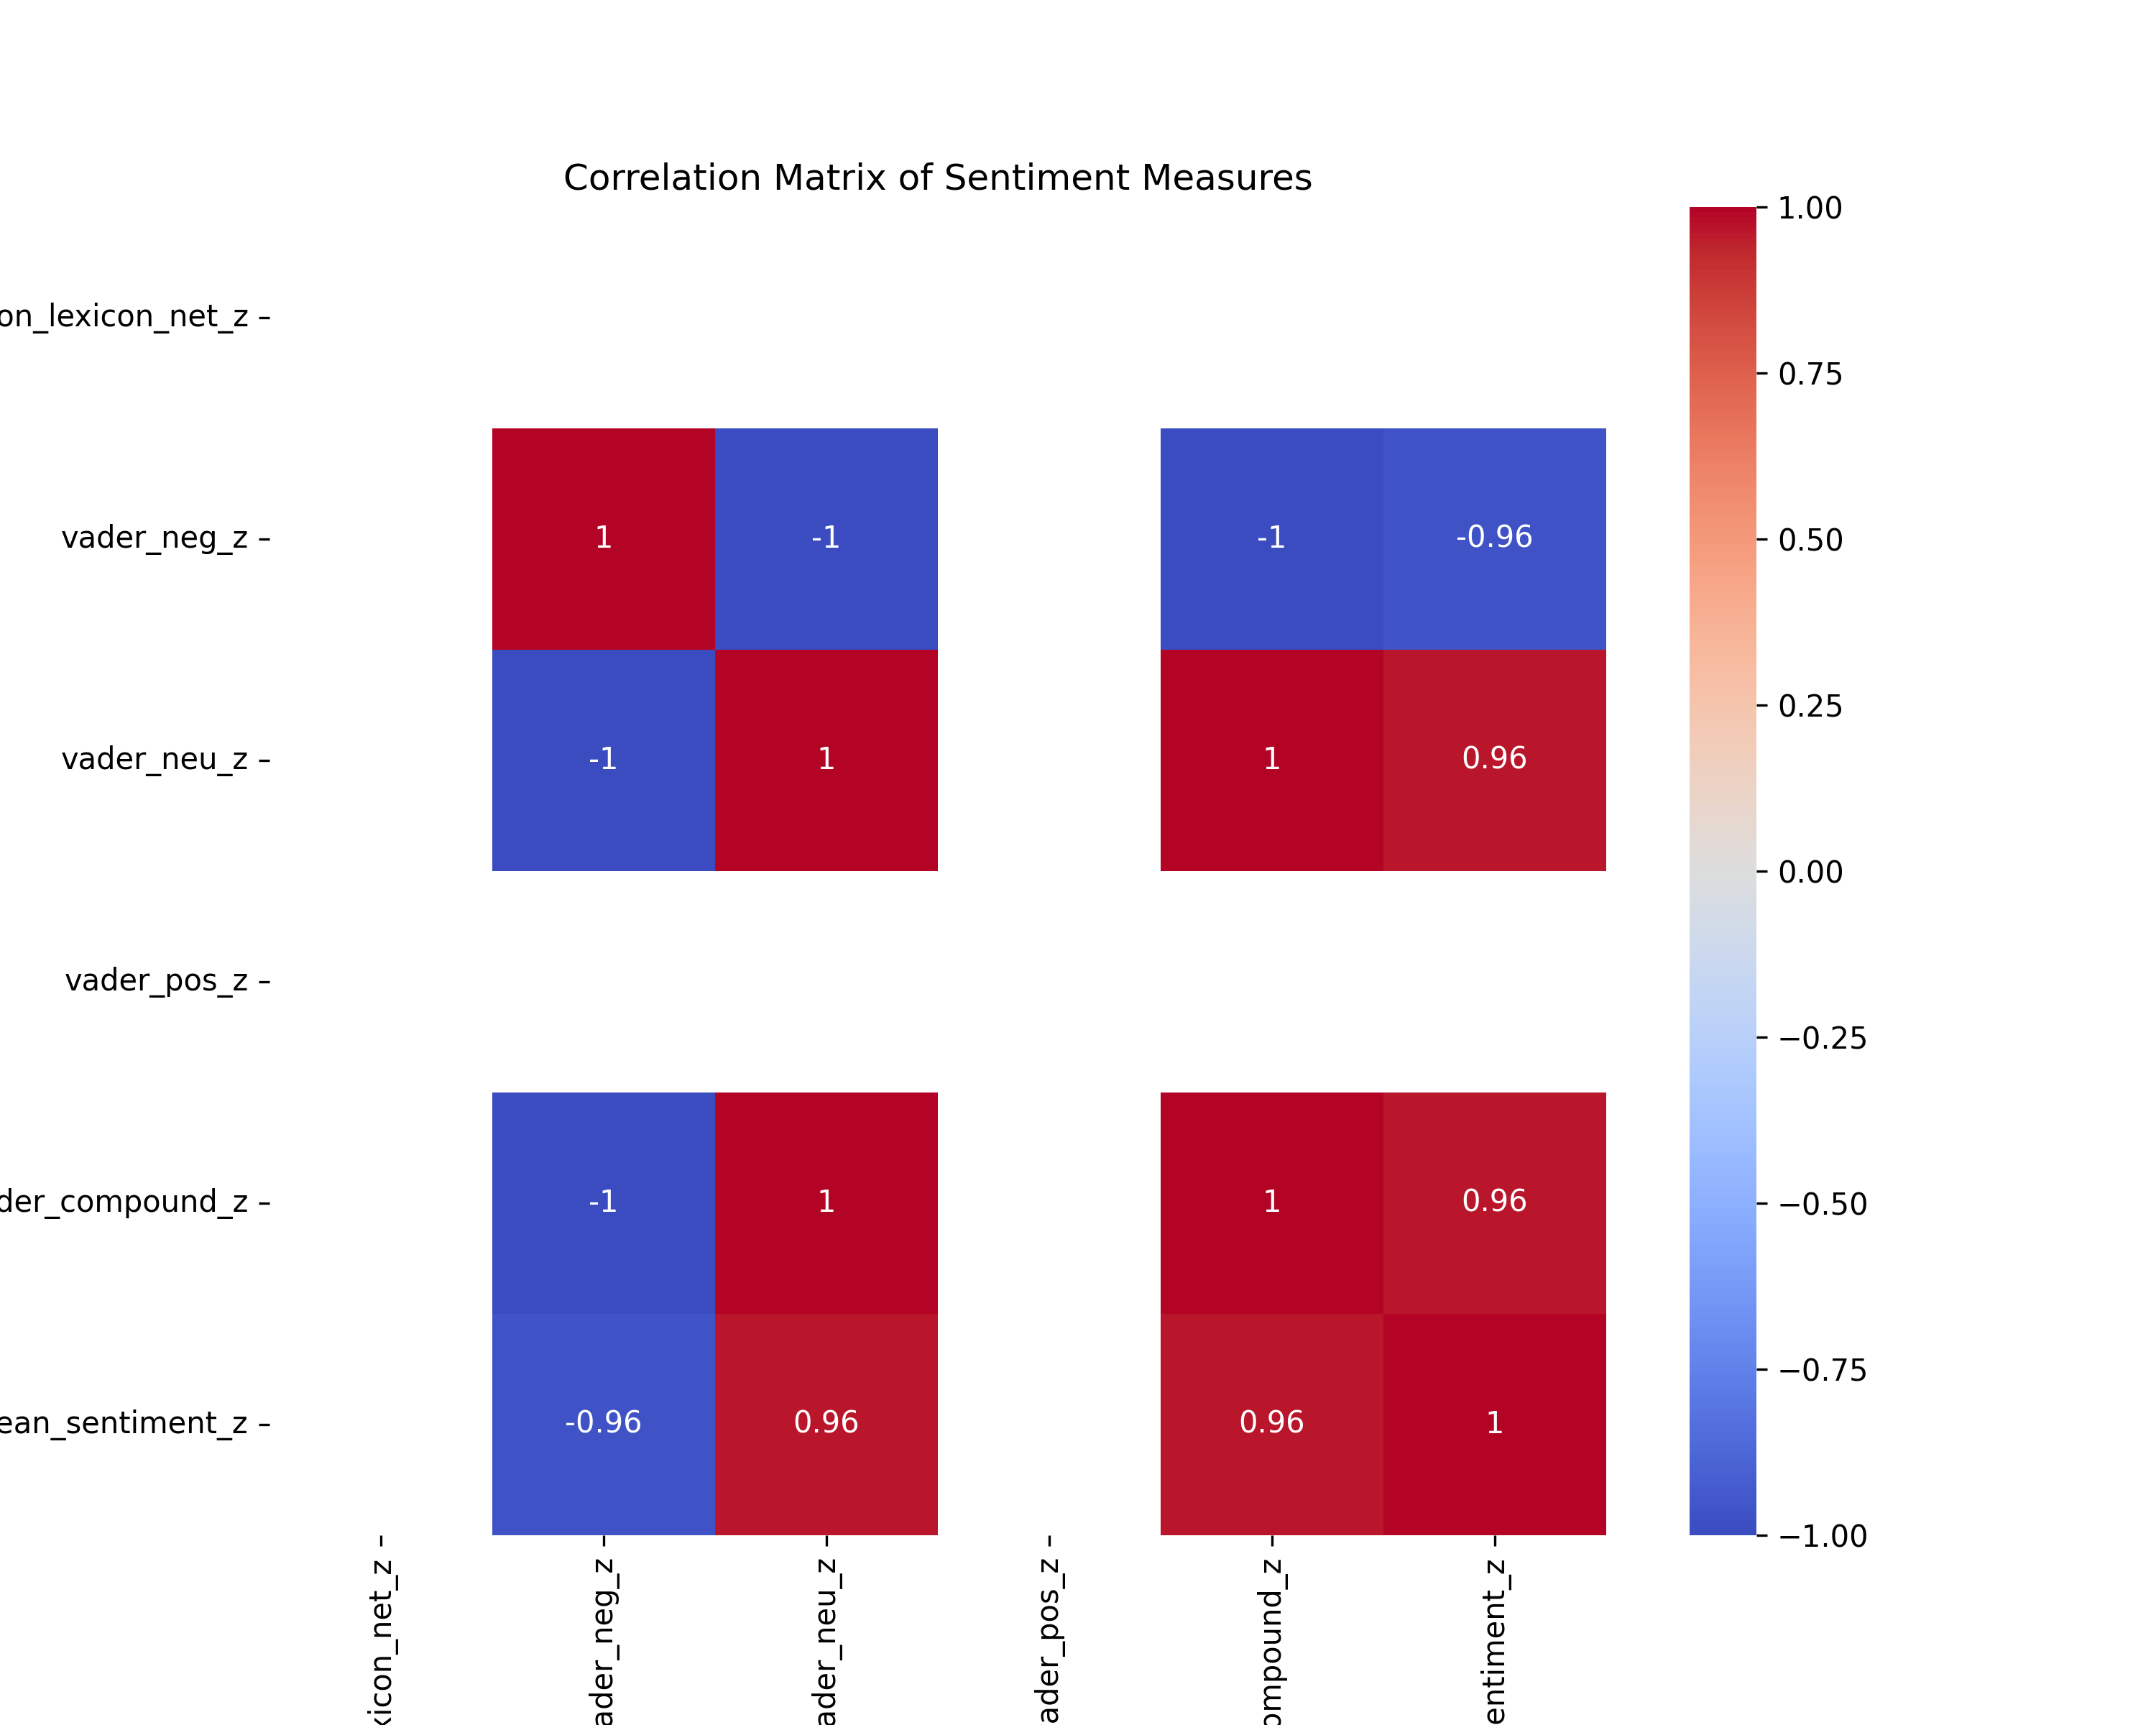 Correlation Matrix of Sentiment Measures
on_lexicon_net_z
vader_neg_z
vader_neu_z
vader_pos_z
der_compound_z
ean_sentiment_z
1 -1 -1 -0.96
-1 1 1 0.96
-1 1 1 0.96
-0.96 0.96 0.96 1
xicon_net_z
ader_neg_z
ader_neu_z
ader_pos_z
ompound_z
entiment_z
1.00
0.75
0.50
0.25
0.00
−0.25
−0.50
−0.75
−1.00